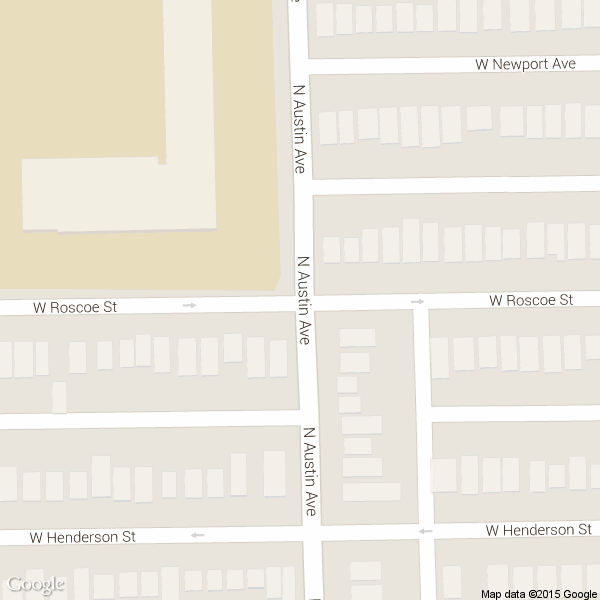 W Newport Ave
N Austin Ave
N Austin Ave
W Roscoe St
W Roscoe St
N Austin Ave
W Henderson St
W Henderson St
Google
Map data ©2015 Google